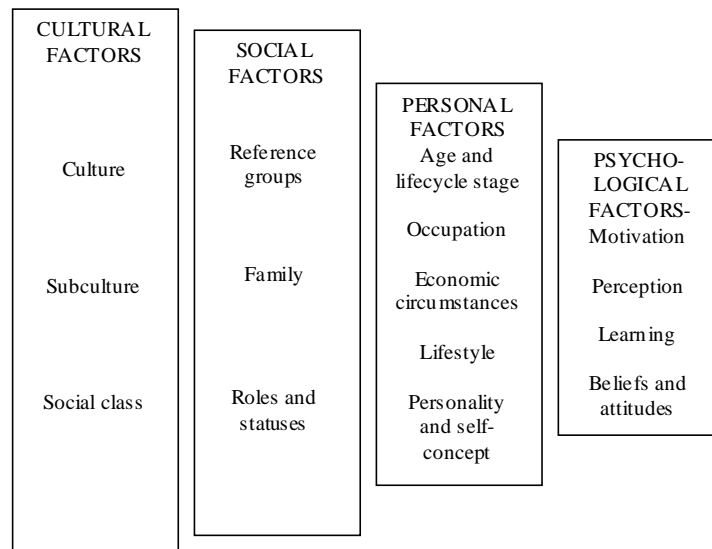 CULTURAL
FACTORS
Culture
Subculture
Social class
SOCIAL
FACTORS
Reference
groups
Family
Roles and
statuses
PERSONAL
FACTORS
Age and
lifecycle stage
Occupation
Economic
circumstances
Lifestyle
Personality
and self-
concept
PSYCHO-
LOGICAL
FACTORS-
Motivation
Perception
Learning
Beliefs and
attitudes